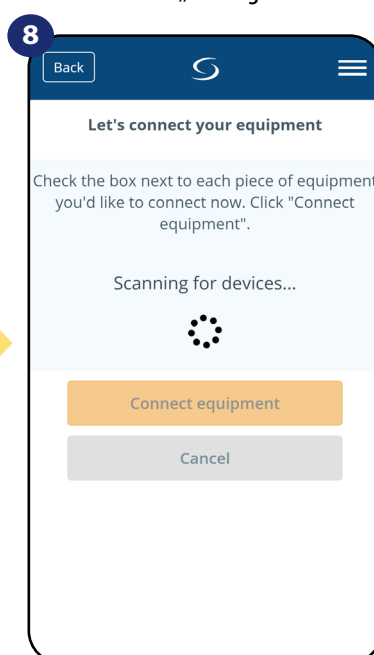 8
Back
Let's connect your equipment
Check the box next to each piece of equipment
you'd like to connect now. Click "Connect
equipment".
Scanning for devices...
Connect equipment
Cancel